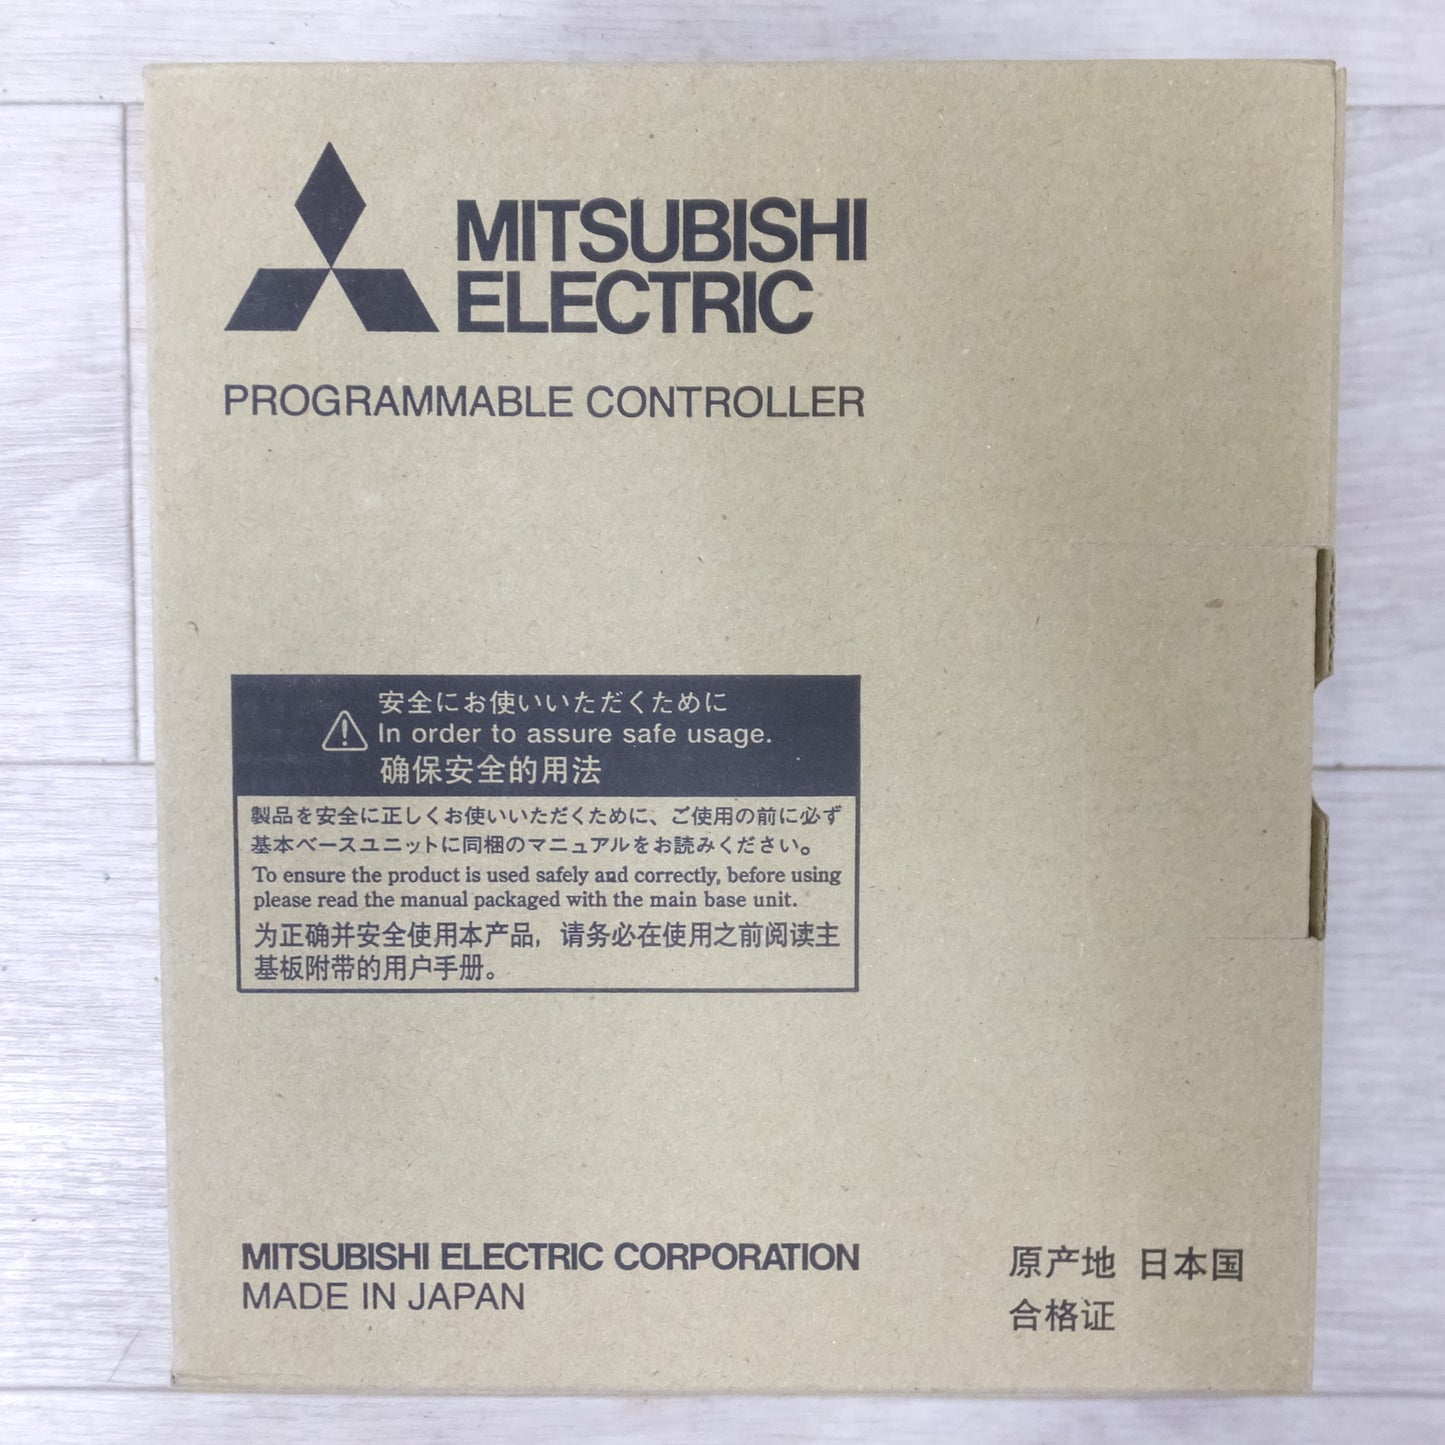 MITSUBISHI
ELECTRIC
PROGRAMMABLE CONTROLLER
安全にお使いいただくために
In order to assure safe usage.
确保安全的用法
製品を安全に正しくお使いいただくために、ご使用の前に必ず
基本ベースユニットに同梱のマニュアルをお読みください。
To ensure the product is used safely and correctly, before using
please read the manual packaged with the main base unit.
为正确并安全使用本产品，请务必在使用之前阅读主
基板附带的用户手册。
MITSUBISHI ELECTRIC CORPORATION
MADE IN JAPAN
原产地 日本国
合格证